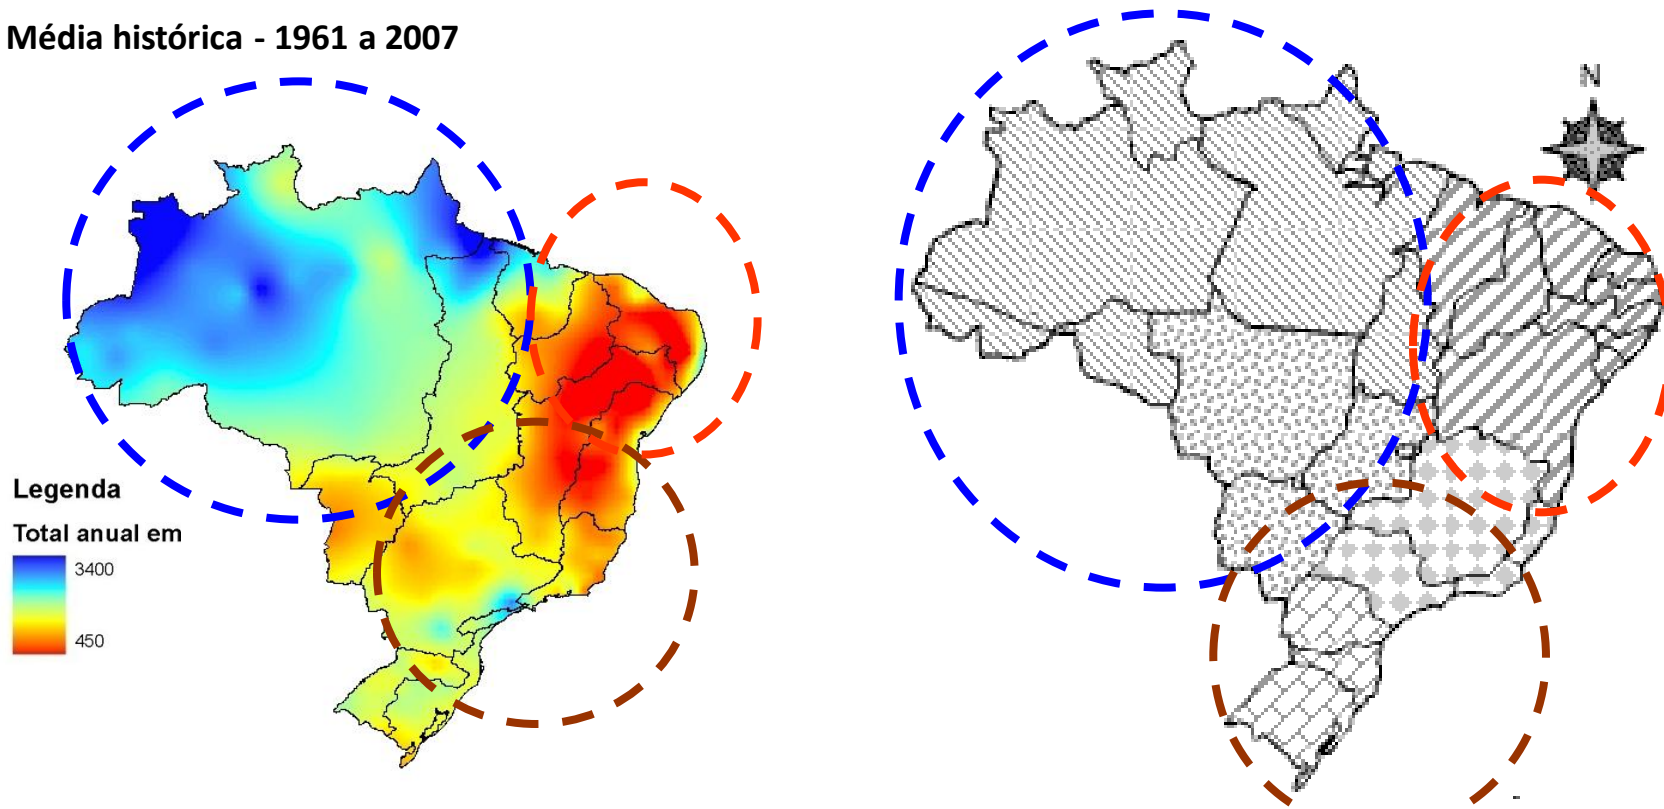 Média histórica - 1961 a 2007
N
Legenda
Total anual em
3400
450